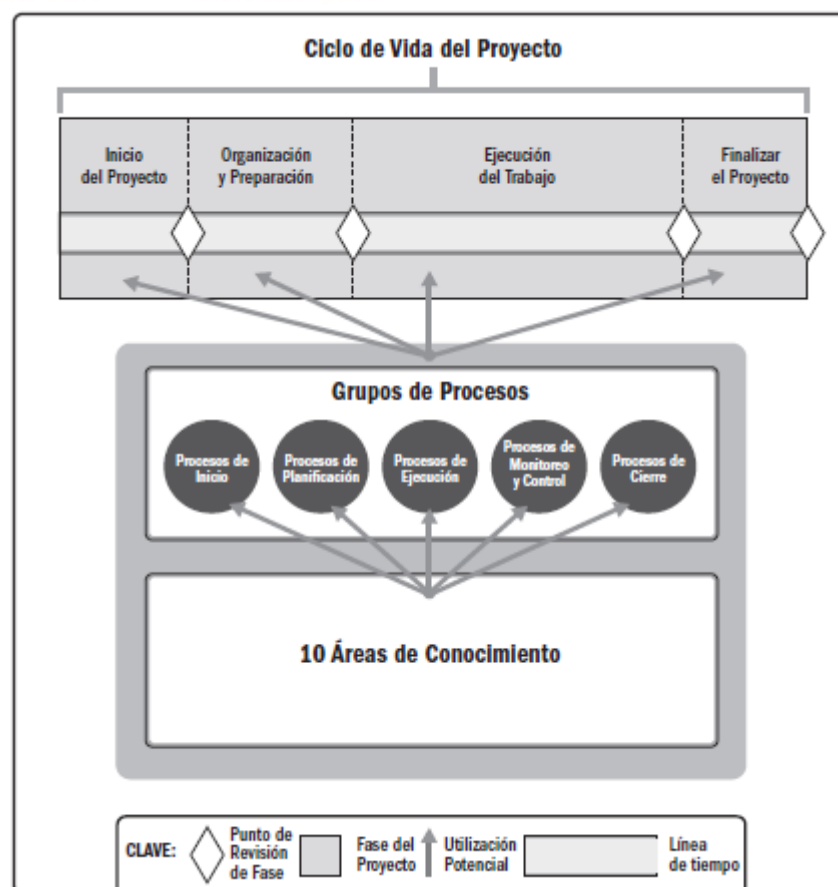 Ciclo de Vida del Proyecto
Inicio
del Proyecto
Organización
y Preparación
Ejecución
del Trabajo
Finalizar
el Proyecto
Grupos de Procesos
Procesos de
Inicio
Procesos de
Planificación
Procesos de
Ejecución
Procesos de
Monitoreo
y Control
Procesos de
Cierre
10 Áreas de Conocimiento
CLAVE:
Punto de
Revisión
de Fase
Fase del
Proyecto
Utilización
Potencial
Línea
de tiempo